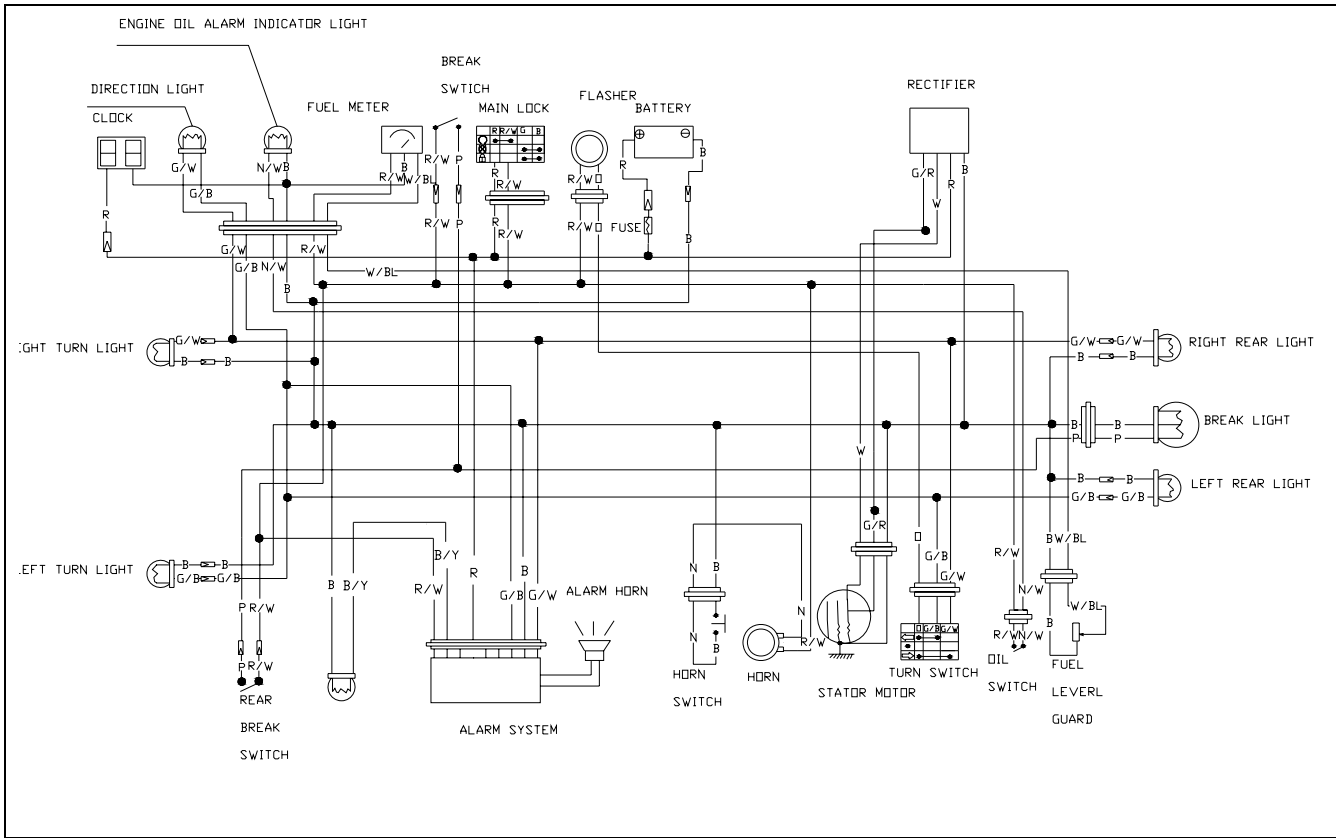 ENGINE OIL ALARM INDICATOR LIGHT
BREAK
SWTICH
DIRECTION LIGHT
CLOCK
FUEL METER
MAIN LOCK
FLASHER
BATTERY
RECTIFIER
R R/W G B
G/W
N/W
B
R/W
B
W/BL
R/W
P
R
R/W
R/W
O
R
B
G/R
W
R
B
G/B
R
R/W
P
R
R/W
R/W
O
FUSE
B
G/W
R/W
G/B
N/W
B
W/BL
GHT TURN LIGHT
G/W
B
B
G/W
G/W
B
B
RIGHT REAR LIGHT
B
P
B
P
BREAK LIGHT
W
B
B
G/B
G/B
LEFT REAR LIGHT
G/R
O
G/B
G/W
R/W
N/W
B
W/BL
LEFT TURN LIGHT
B
B
G/B
G/B
B
B/Y
B/Y
R/W
R
B
G/B
G/W
ALARM HORN
N
B
N
B
N
R/W
P
R/W
P
R/W
O G/B G/W
R/W
N/W
W/BL
B
REAR
BREAK
SWITCH
ALARM SYSTEM
HORN
SWITCH
HORN
STATOR MOTOR
TURN SWITCH
OIL
SWITCH
FUEL
LEVERL
GUARD